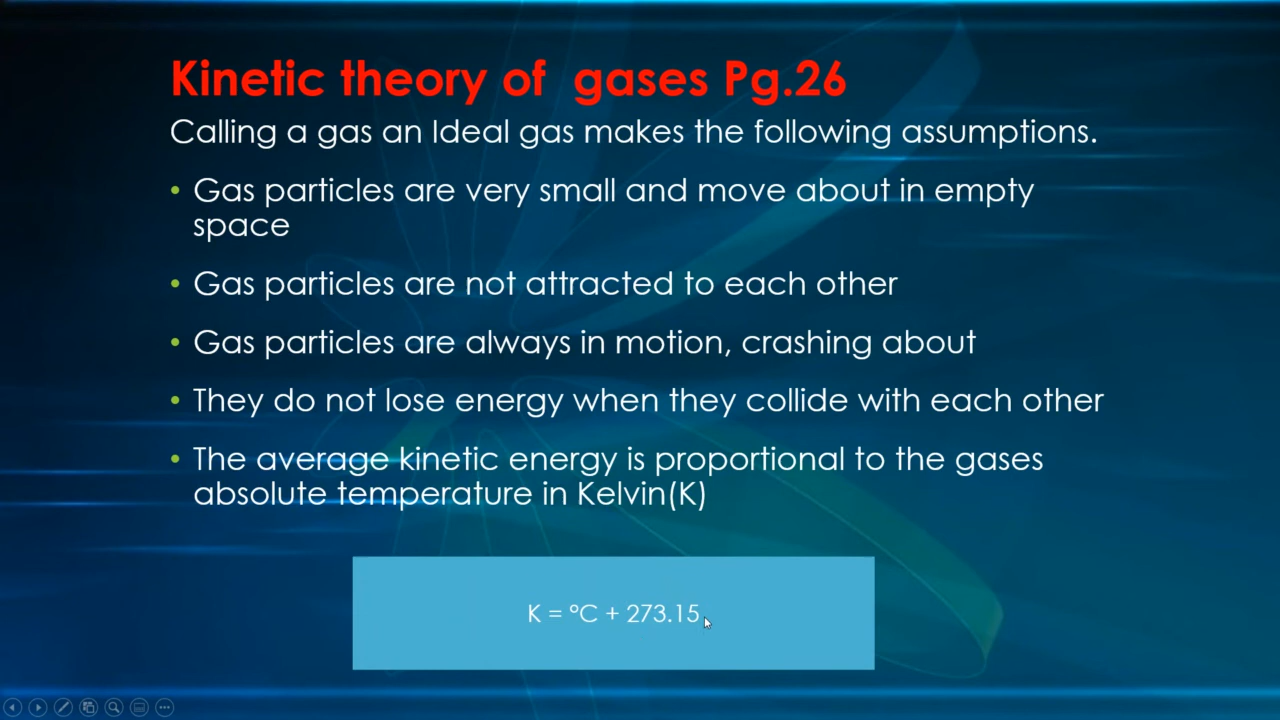 Kinetic theory of  gases Pg.26
Calling a gas an Ideal gas makes the following assumptions.
• Gas particles are very small and move about in empty
space
• Gas particles are not attracted to each other
• Gas particles are always in motion, crashing about
• They do not lose energy when they collide with each other
• The average kinetic energy is proportional to the gases
absolute temperature in Kelvin(K)
K = °C + 273.15